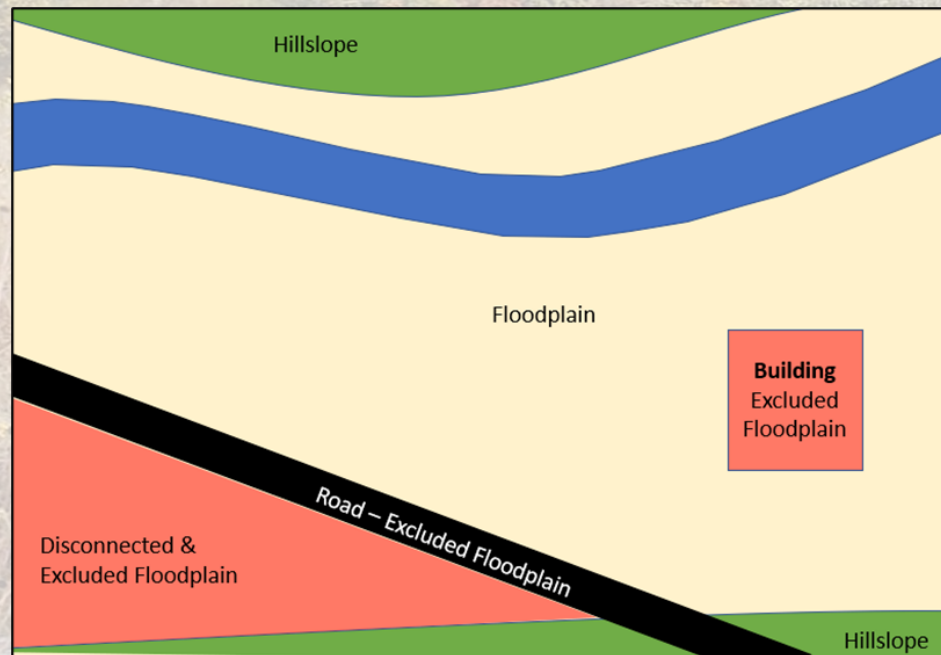 Hillslope
Floodplain
Building
Excluded
Floodplain
Road – Excluded Floodplain
Disconnected &
Excluded Floodplain
Hillslope